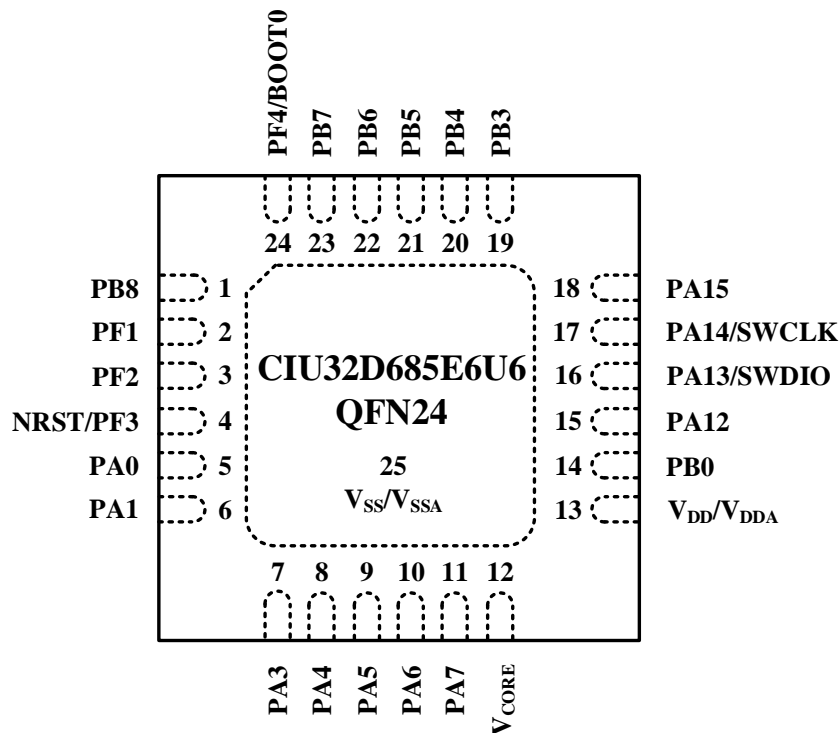 PF4/BOOT0
PB7
PB6
PB5
PB4
PB3
24
23
22
21
20
19
PB8
1
18
PA15
PF1
2
17
PA14/SWCLK
PF2
3
CIU32D685E6U6
16
PA13/SWDIO
NRST/PF3
4
QFN24
15
PA12
PA0
5
25
14
PB0
PA1
6
VSS/VSSA
13
VDD/VDDA
7
8
9
10
11
12
PA3
PA4
PA5
PA6
PA7
VCORE